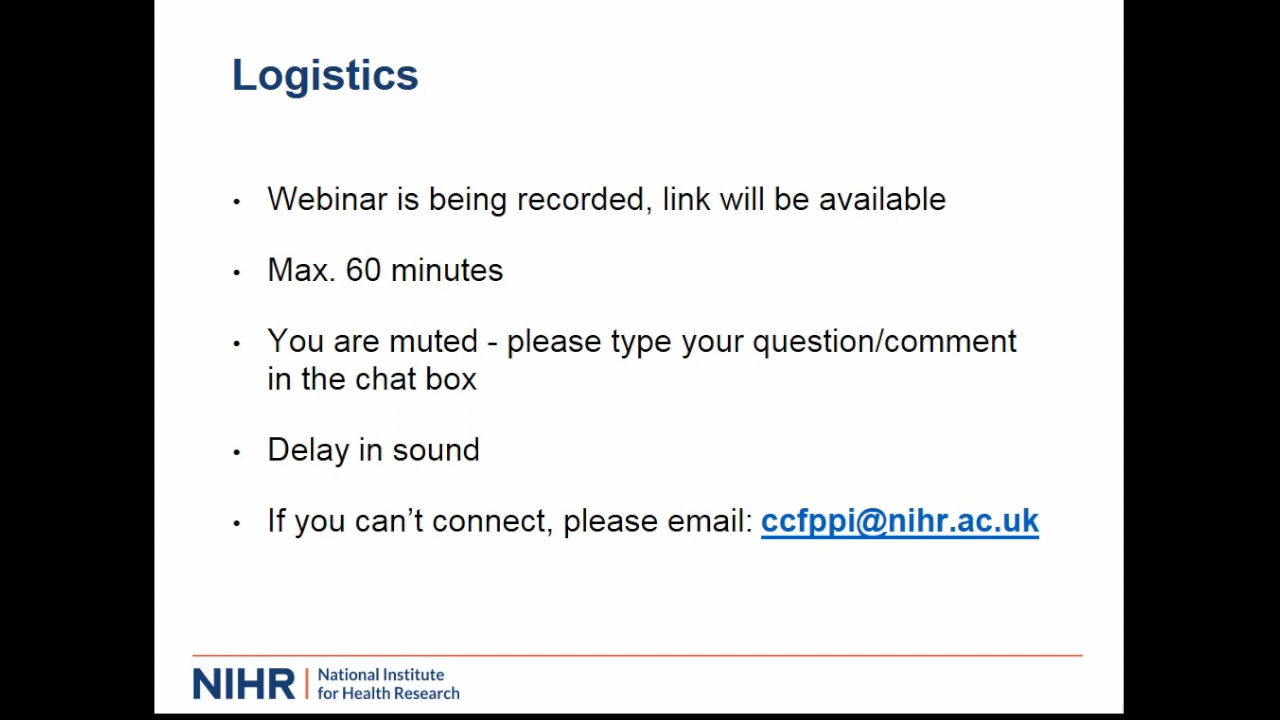 Logistics
• Webinar is being recorded, link will be available
• Max. 60 minutes
• You are muted - please type your question/comment
in the chat box
• Delay in sound
• If you can’t connect, please email: ccfppi@nihr.ac.uk
NIHR | National Institute
for Health Research